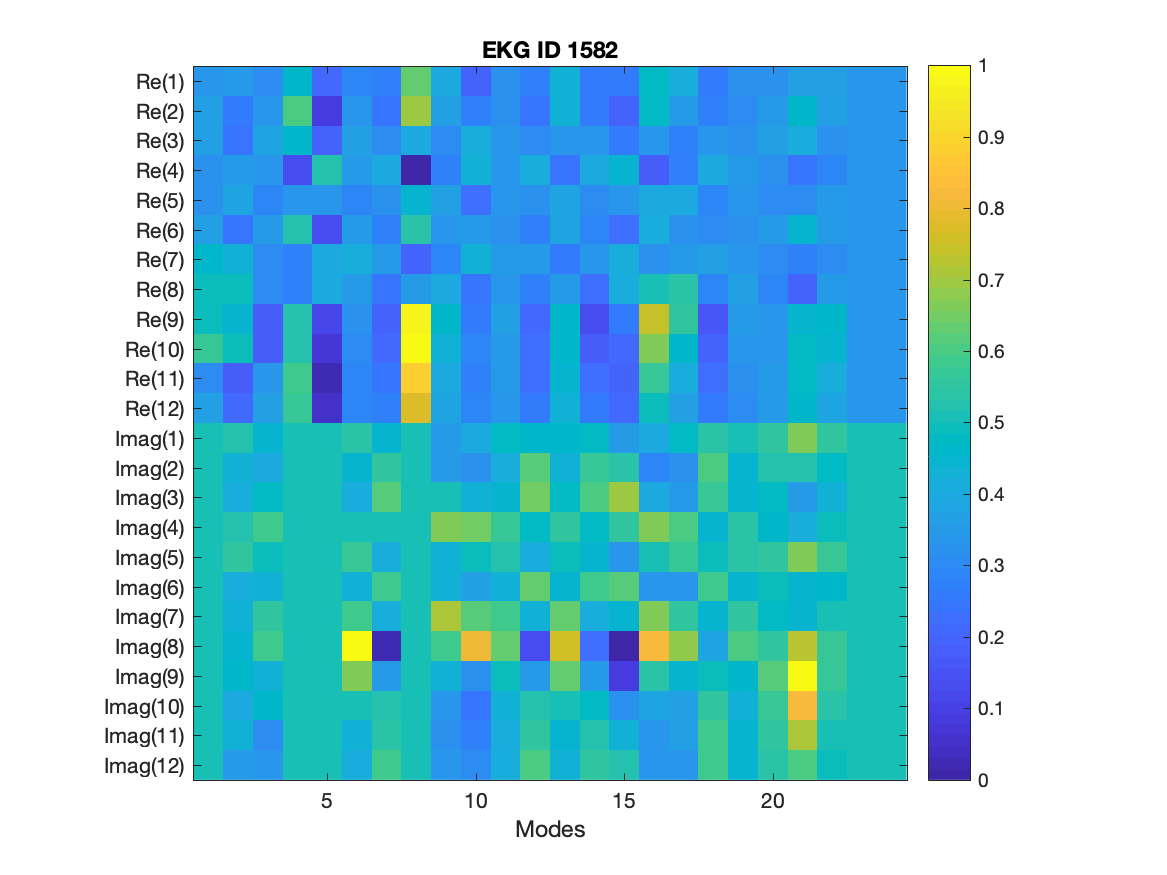 EKG ID 1582
Re(1)
Re(2)
Re(3)
Re(4)
Re(5)
Re(6)
Re(7)
Re(8)
Re(9)
Re(10)
Re(11)
Re(12)
Imag(1)
Imag(2)
Imag(3)
Imag(4)
Imag(5)
Imag(6)
Imag(7)
Imag(8)
Imag(9)
Imag(10)
Imag(11)
Imag(12)
5 10 15 20
Modes
1
0.9
0.8
0.7
0.6
0.5
0.4
0.3
0.2
0.1
0